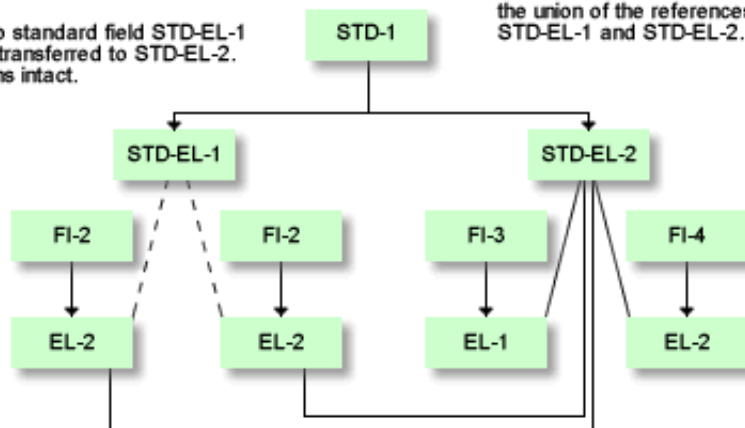 the union of the references
o standard field STD-EL-1
STD-EL-1 and STD-EL-2.
transferred to STD-EL-2.
ns intact.
STD-1
STD-EL-1
STD-EL-2
FI-2
FI-2
FI-3
FI-4
EL-2
EL-2
EL-1
EL-2